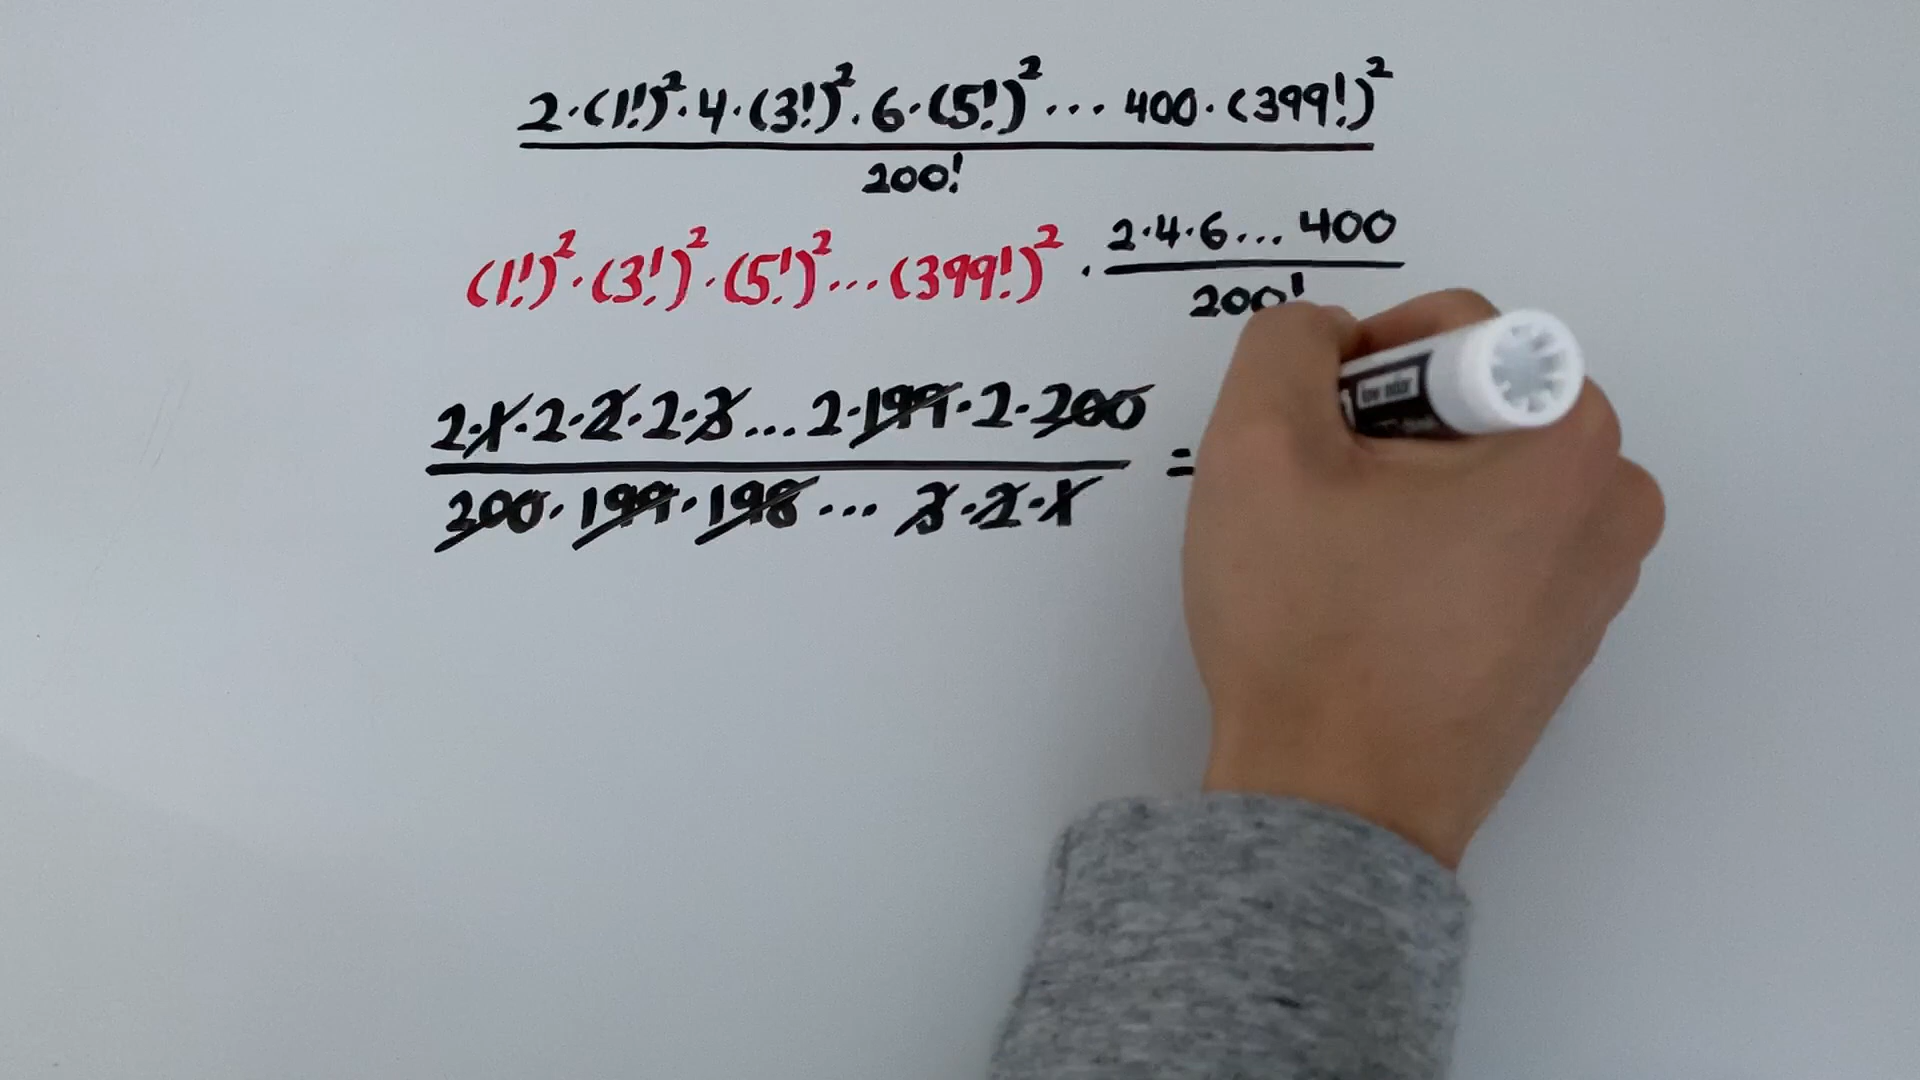 2·(1!)²·4·(3!)²·6·(5!)²··· 400·(399!)²
200!
(1!)²·(3!)²·(5!)²...(399!)² · 2·4·6... 400
200!
2·1·2·2·2·3...2·199·2·200
200·199·198··· 3·2·1 =